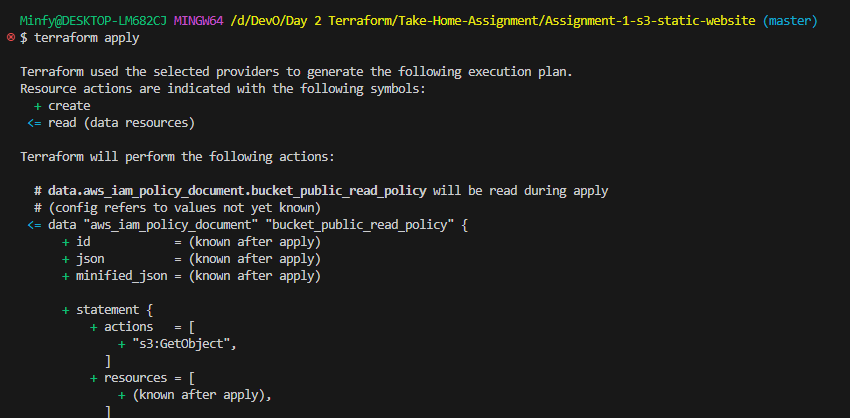 Minfy@DESKTOP-LM682CJ MINGW64 /d/DevO/Day 2 Terraform/Take-Home-Assignment/Assignment-1-s3-static-website (master)
$ terraform apply
Terraform used the selected providers to generate the following execution plan.
Resource actions are indicated with the following symbols:
+ create
<= read (data resources)
Terraform will perform the following actions:
# data.aws_iam_policy_document.bucket_public_read_policy will be read during apply
# (config refers to values not yet known)
<= data "aws_iam_policy_document" "bucket_public_read_policy" {
+ id = (known after apply)
+ json = (known after apply)
+ minified_json = (known after apply)
+ statement {
+ actions = [
+ "s3:GetObject",
]
+ resources = [
+ (known after apply),
]